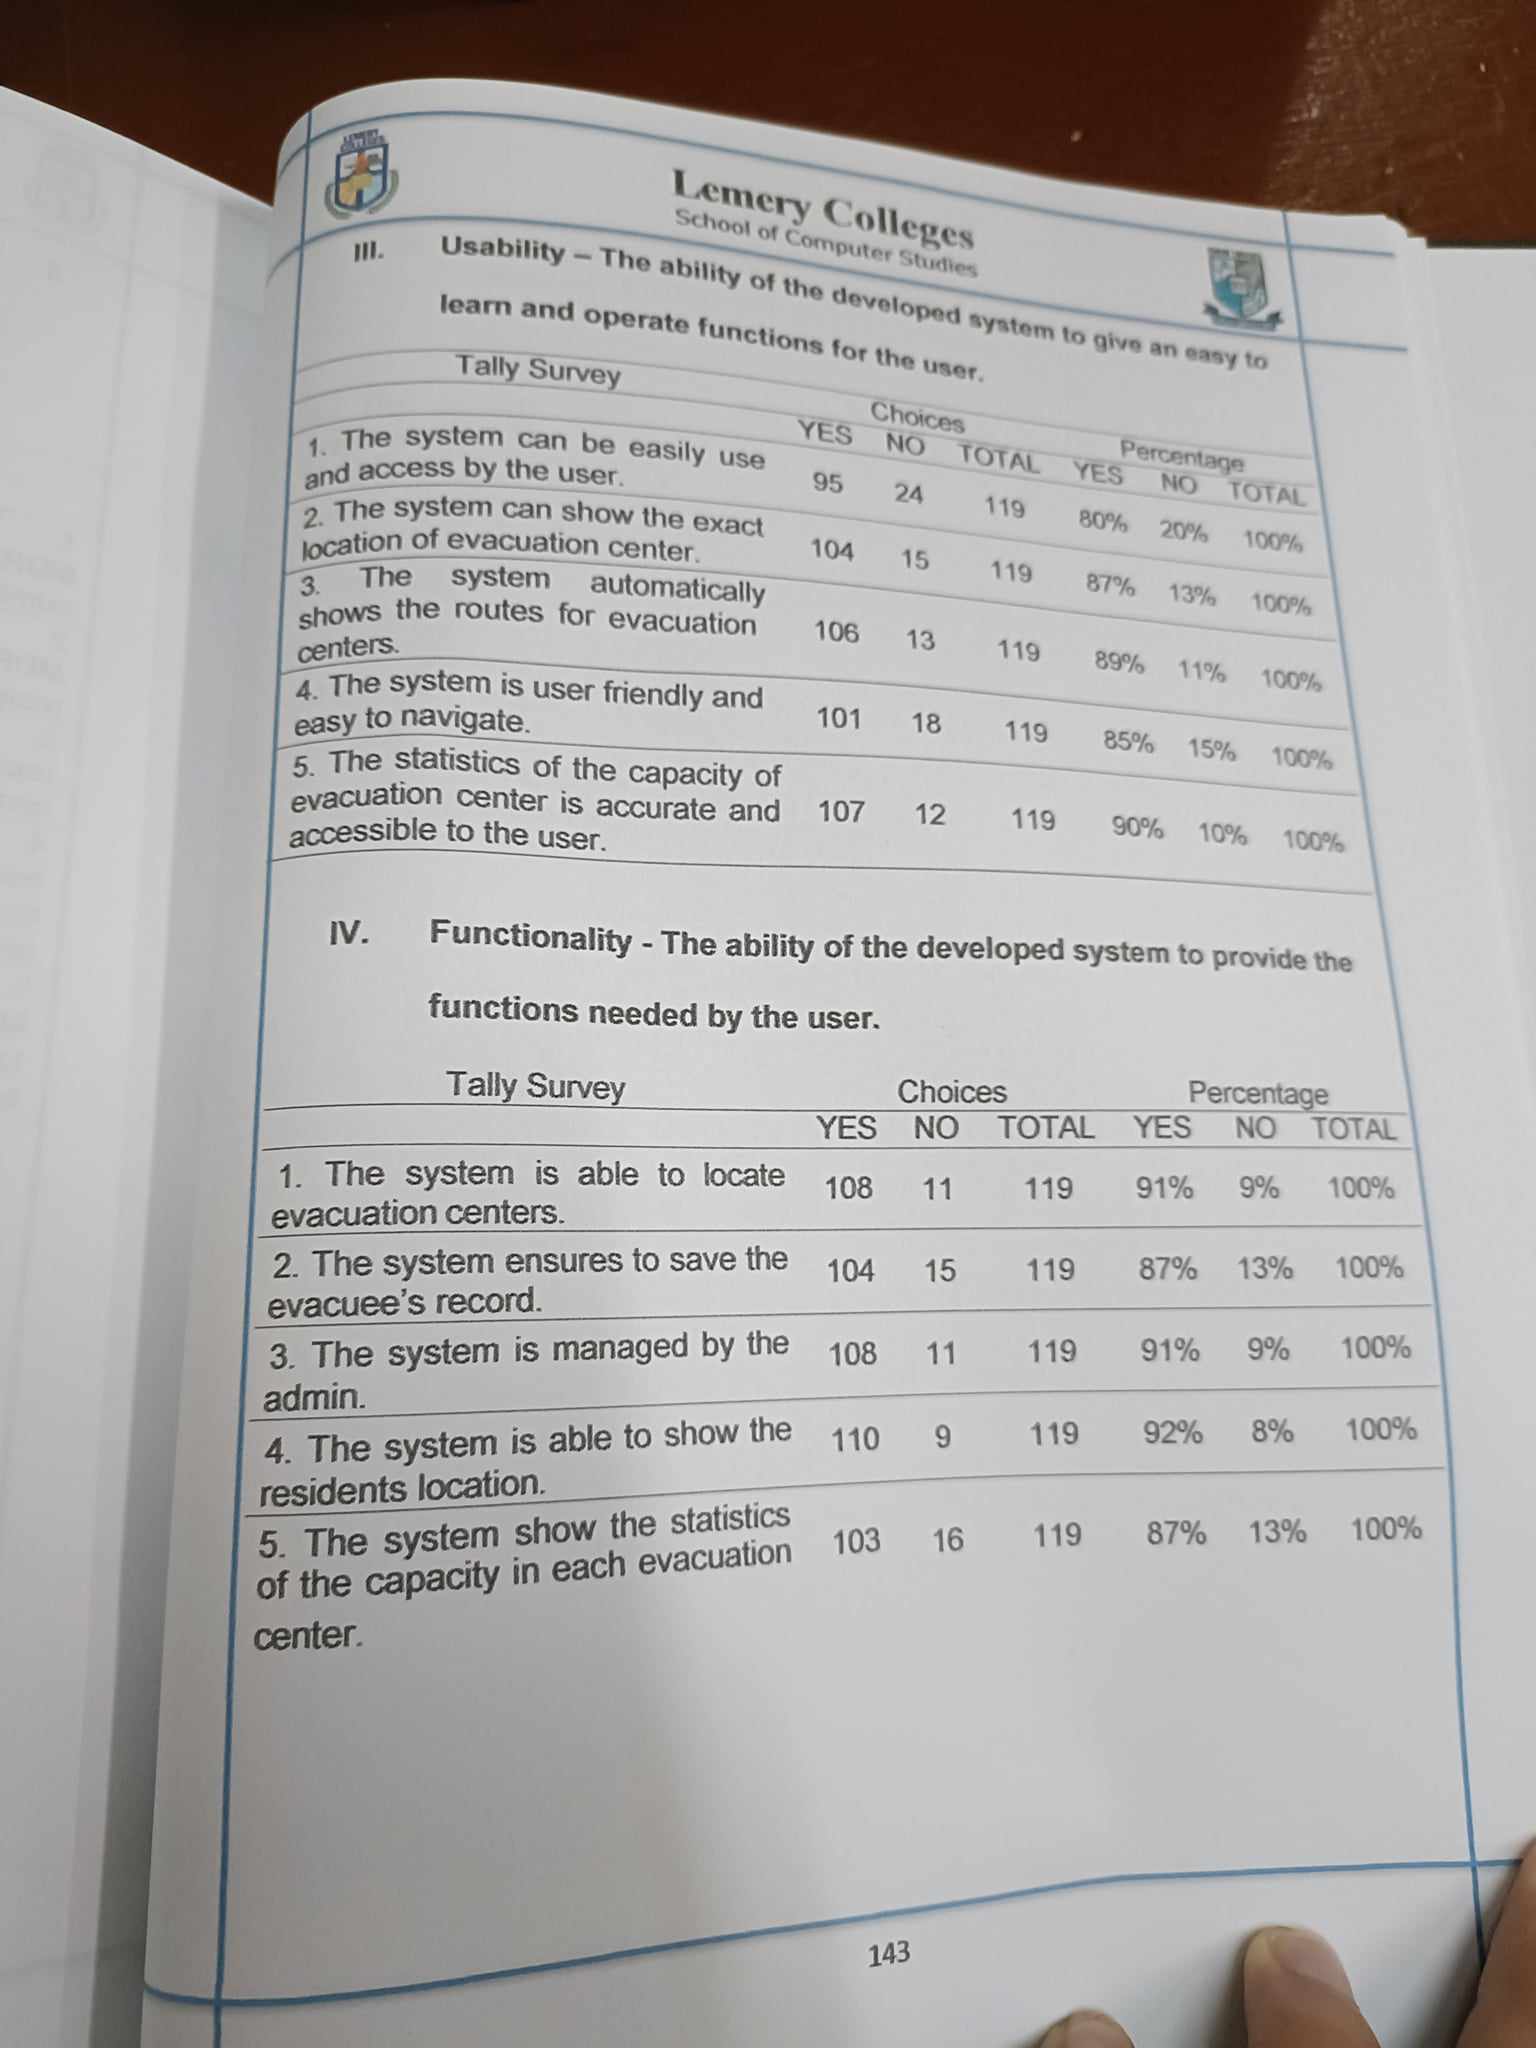 LEMERY
COLLEGES
Lemery Colleges
School of Computer Studies
III. Usability – The ability of the developed system to give an easy to
learn and operate functions for the user.
Tally Survey Choices Percentage
YES NO TOTAL YES NO TOTAL
1. The system can be easily use
and access by the user. 95 24 119 80% 20% 100%
2. The system can show the exact
location of evacuation center. 104 15 119 87% 13% 100%
3. The system automatically
shows the routes for evacuation 106 13 119 89% 11% 100%
centers.
4. The system is user friendly and
easy to navigate. 101 18 119 85% 15% 100%
5. The statistics of the capacity of
evacuation center is accurate and 107 12 119 90% 10% 100%
accessible to the user.
IV. Functionality - The ability of the developed system to provide the
functions needed by the user.
Tally Survey Choices Percentage
YES NO TOTAL YES NO TOTAL
1. The system is able to locate 108 11 119 91% 9% 100%
evacuation centers.
2. The system ensures to save the 104 15 119 87% 13% 100%
evacuee's record.
3. The system is managed by the 108 11 119 91% 9% 100%
admin.
4. The system is able to show the 110 9 119 92% 8% 100%
residents location.
5. The system show the statistics 103 16 119 87% 13% 100%
of the capacity in each evacuation
center.
143